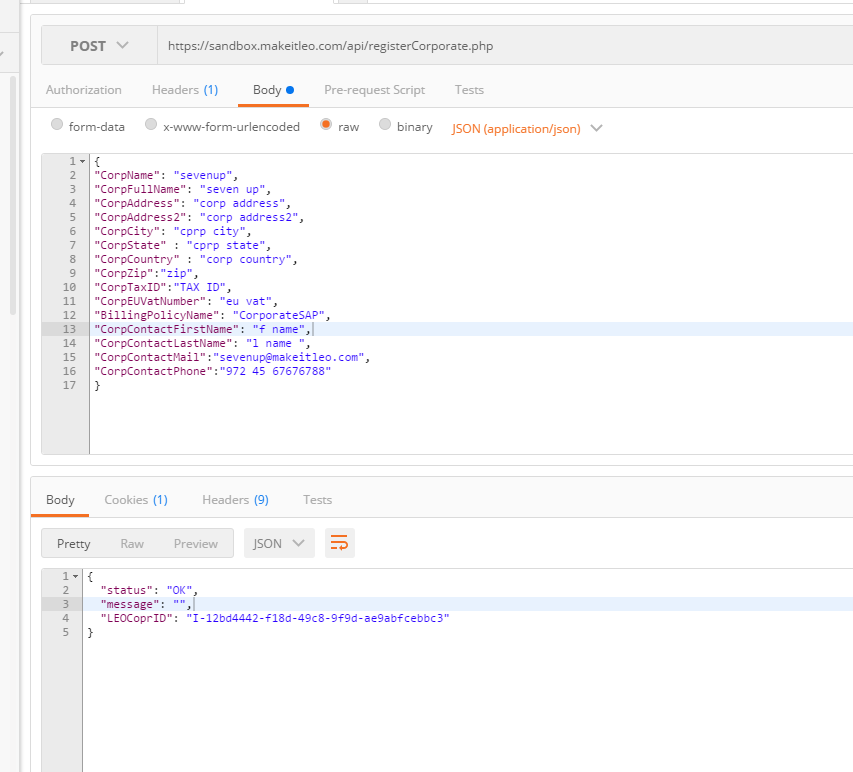 POST https://sandbox.makeitleo.com/api/registerCorporate.php
Authorization Headers (1) Body Pre-request Script Tests
form-data x-www-form-urlencoded raw binary JSON (application/json)
1 {
2 "CorpName": "sevenup",
3 "CorpFullName": "seven up",
4 "CorpAddress": "corp address",
5 "CorpAddress2": "corp address2",
6 "CorpCity": "cprp city",
7 "CorpState" : "cprp state",
8 "CorpCountry" : "corp country",
9 "CorpZip":"zip",
10 "CorpTaxID":"TAX ID",
11 "CorpEUVatNumber": "eu vat",
12 "BillingPolicyName": "CorporateSAP",
13 "CorpContactFirstName": "f name",
14 "CorpContactLastName": "l name ",
15 "CorpContactMail":"sevenup@makeitleo.com",
16 "CorpContactPhone":"972 45 67676788"
17 }
Body Cookies (1) Headers (9) Tests
Pretty Raw Preview JSON
1 {
2 "status": "OK",
3 "message": "",
4 "LEOCoprID": "I-12bd4442-f18d-49c8-9f9d-ae9abfcebbc3"
5 }